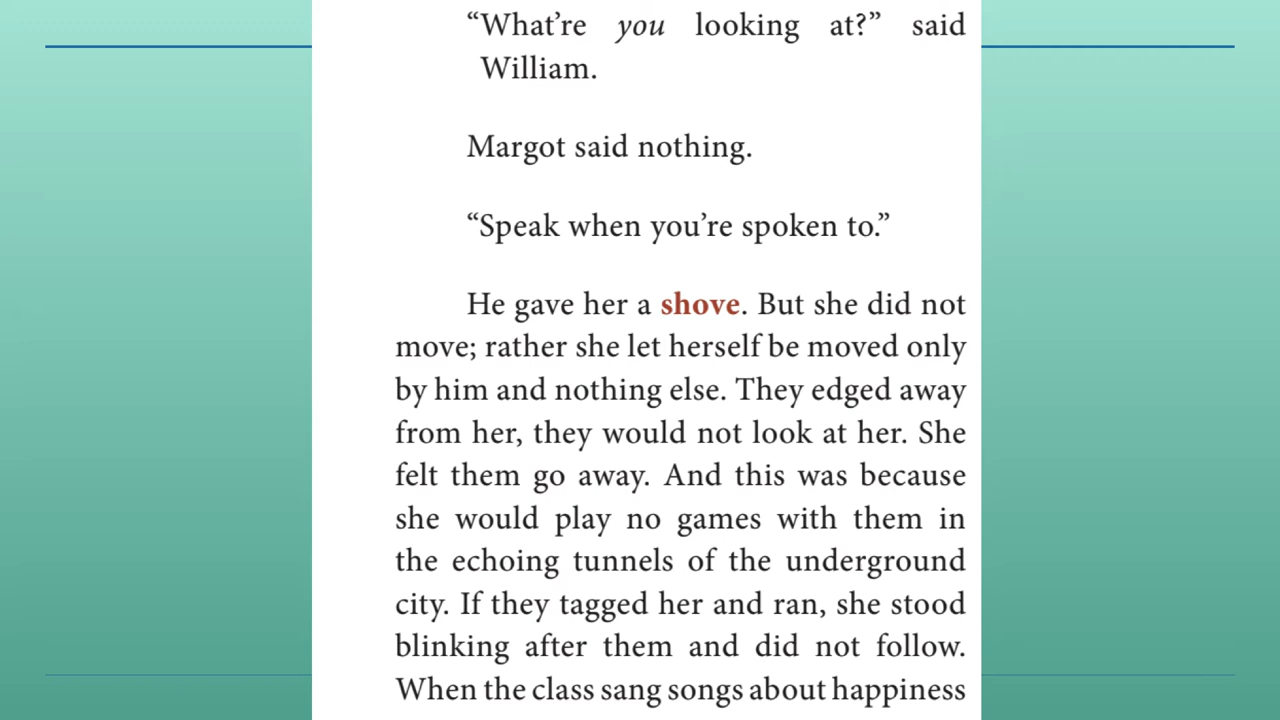 “What’re you looking at?” said
William.
Margot said nothing.
“Speak when you’re spoken to.”
He gave her a shove. But she did not
move; rather she let herself be moved only
by him and nothing else. They edged away
from her, they would not look at her. She
felt them go away. And this was because
she would play no games with them in
the echoing tunnels of the underground
city. If they tagged her and ran, she stood
blinking after them and did not follow.
When the class sang songs about happiness